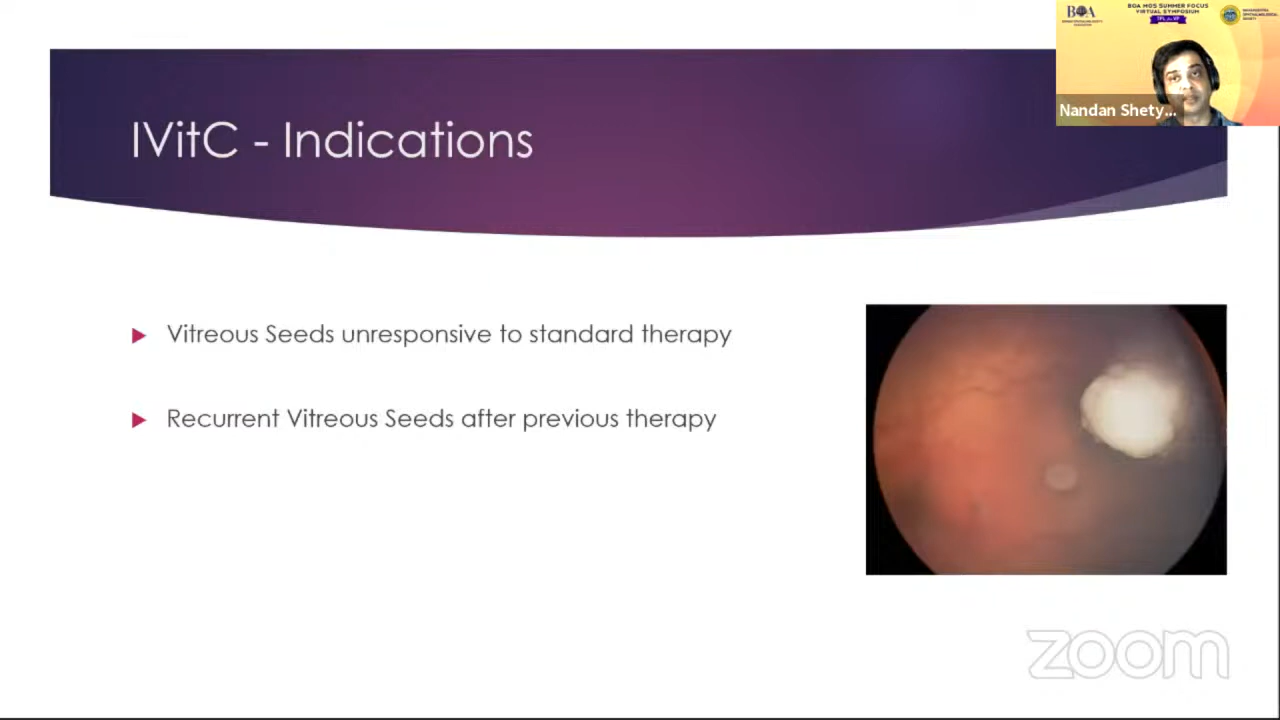 BOA
BOA MOS SUMMER FOCUS
VIRTUAL SYMPOSIUM
Nandan Shety...
IVitC - Indications
Vitreous Seeds unresponsive to standard therapy
Recurrent Vitreous Seeds after previous therapy
zoom